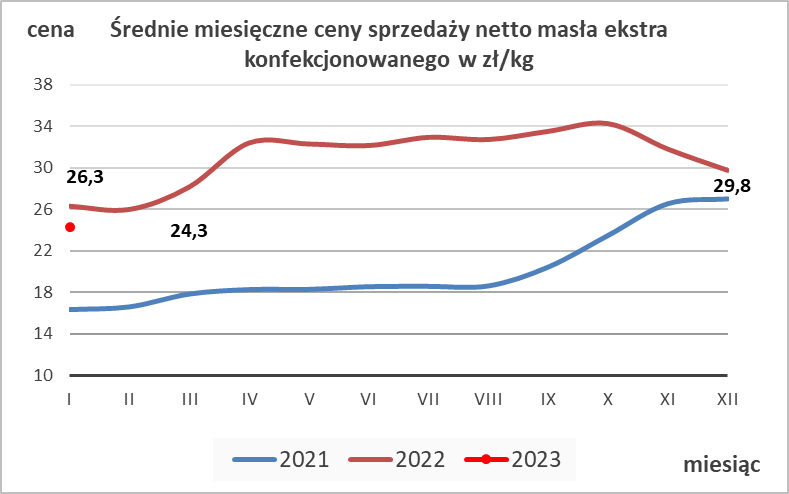 cena Średnie miesięczne ceny sprzedaży netto masła ekstra
konfekcjonowanego w zł/kg
38
34
30
26,3
29,8
26
24,3
22
18
14
10
I II III IV V VI VII VIII IX X XI XII
2021 2022 2023
miesiąc